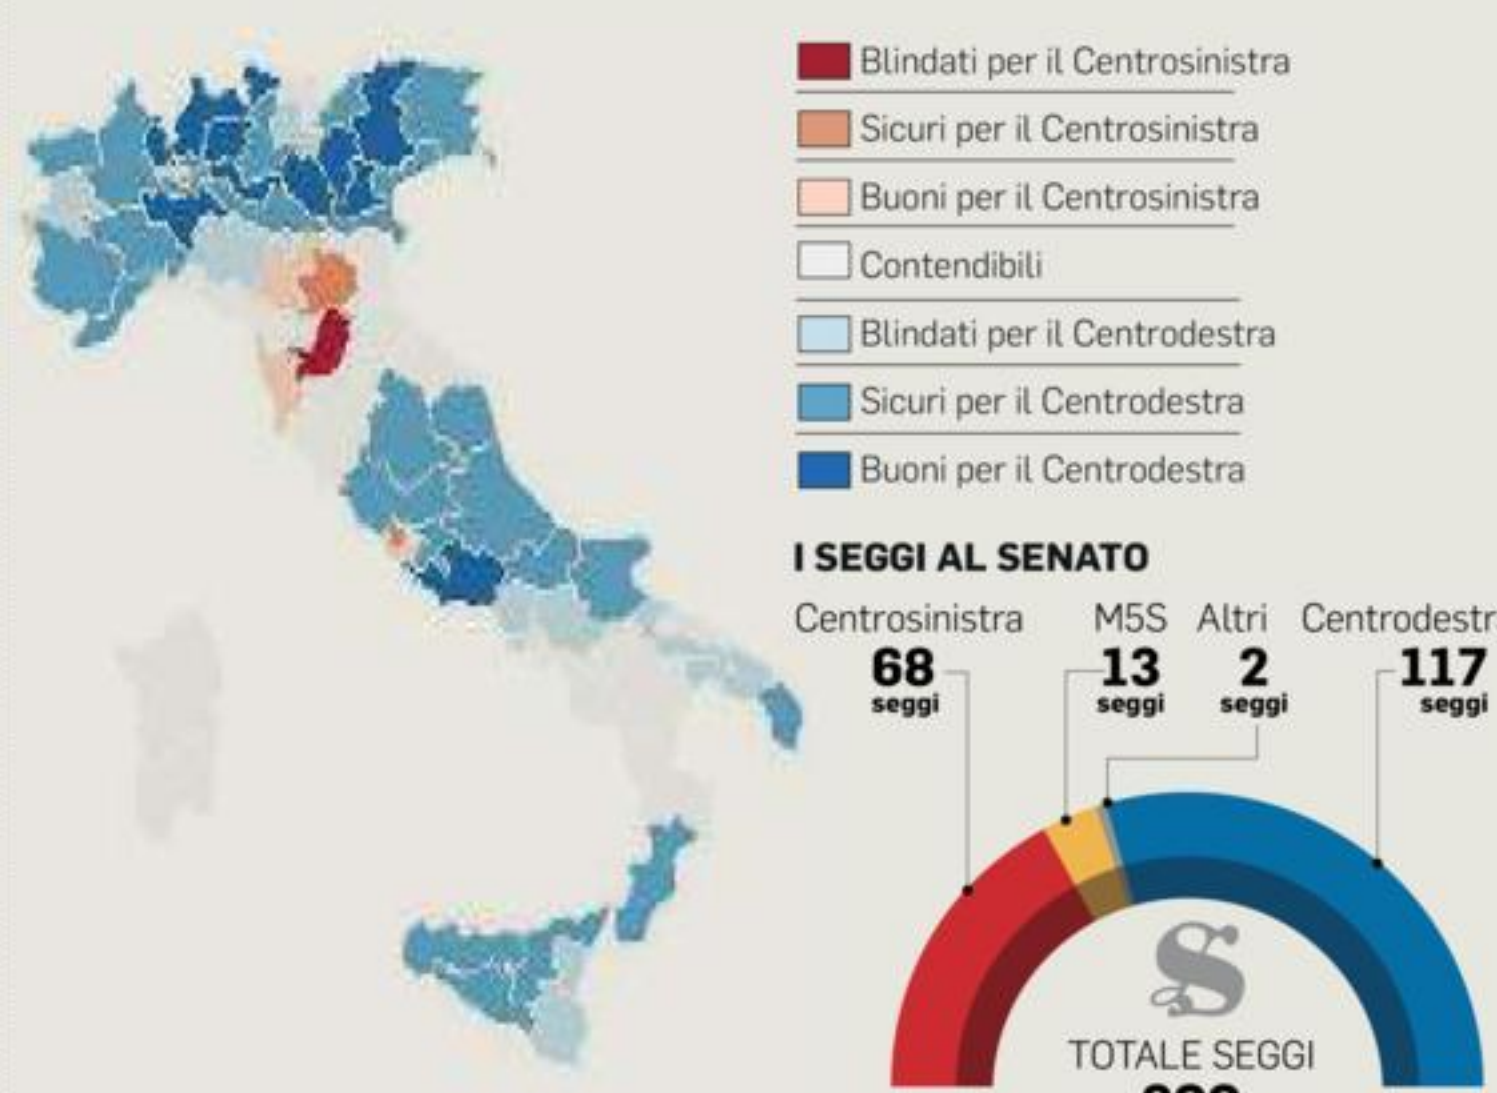 Blindati per il Centrosinistra
Sicuri per il Centrosinistra
Buoni per il Centrosinistra
Contendibili
Blindati per il Centrodestra
Sicuri per il Centrodestra
Buoni per il Centrodestra
I SEGGI AL SENATO
Centrosinistra M5S Altri Centrodestr
68 13 2 117
seggi seggi seggi seggi
S
TOTALE SEGGI